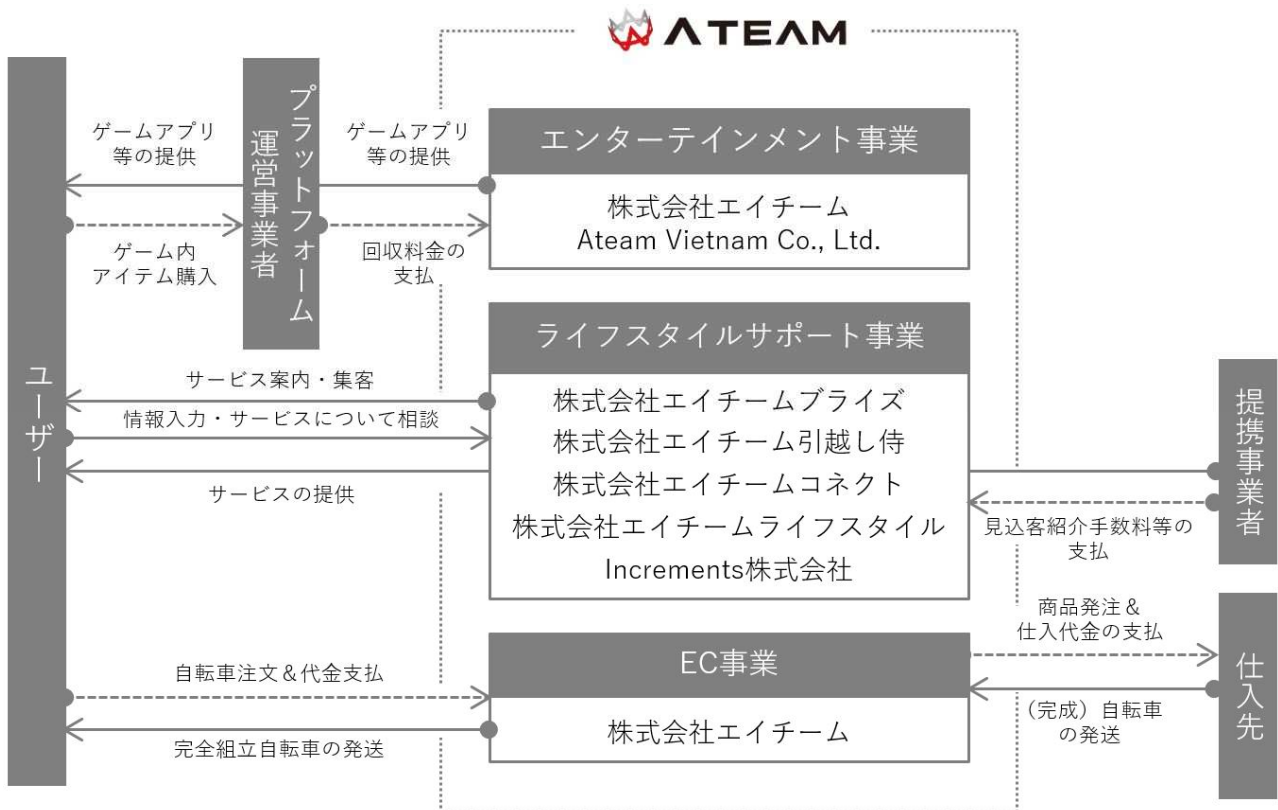 ATEAM
ユーザー
プラットフォーム
運営事業者
ゲームアプリ
等の提供
ゲームアプリ
等の提供
ゲーム内
アイテム購入
回収料金の
支払
エンターテインメント事業
株式会社エイチーム
Ateam Vietnam Co., Ltd.
ライフスタイルサポート事業
株式会社エイチームブライズ
株式会社エイチーム引越し侍
株式会社エイチームコネクト
株式会社エイチームライフスタイル
Increments株式会社
サービス案内・集客
情報入力・サービスについて相談
サービスの提供
提携事業者
見込客紹介手数料等の
支払
EC事業
株式会社エイチーム
自転車注文＆代金支払
完全組立自転車の発送
商品発注＆
仕入代金の支払
（完成）自転車
の発送
仕入先